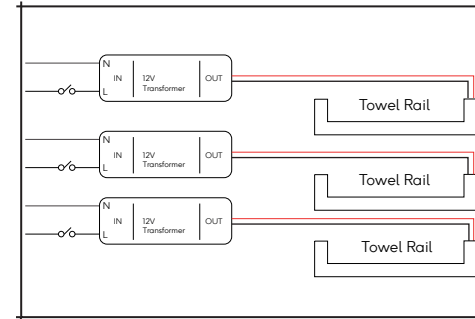 N
IN 12V OUT Towel Rail
Transformer
L
N
IN 12V OUT Towel Rail
Transformer
L
N
IN 12V OUT Towel Rail
Transformer
L